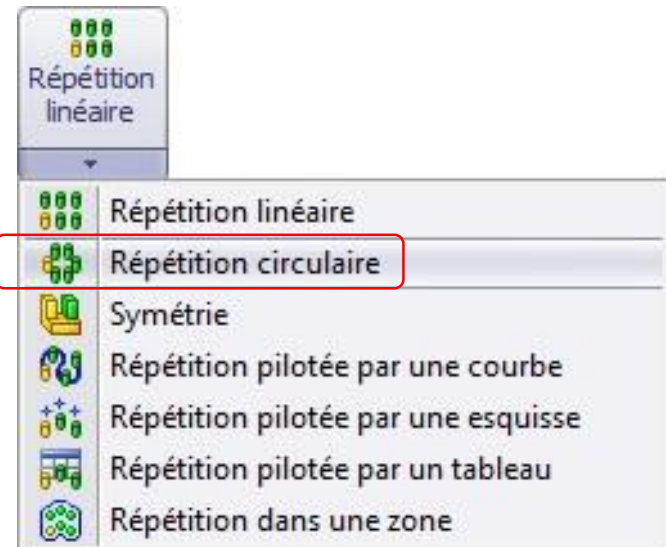 Répétition
linéaire
Répétition linéaire
Répétition circulaire
Symétrie
Répétition pilotée par une courbe
Répétition pilotée par une esquisse
Répétition pilotée par un tableau
Répétition dans une zone